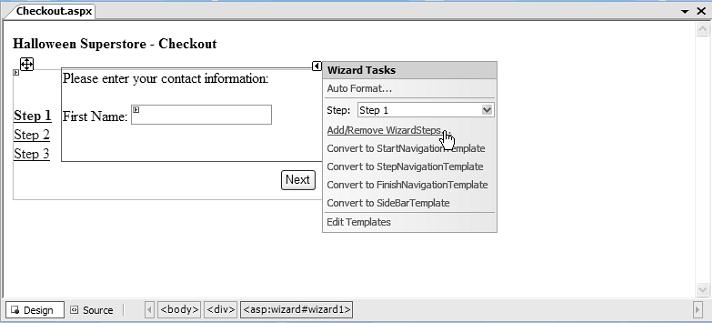 Checkout.aspx
Halloween Superstore - Checkout
Please enter your contact information:
First Name:
Step 1
Step 2
Step 3
Next
Wizard Tasks
Auto Format...
Step: Step 1
Add/Remove WizardSteps...
Convert to StartNavigationTemplate
Convert to StepNavigationTemplate
Convert to FinishNavigationTemplate
Convert to SideBarTemplate
Edit Templates
Design Source <body> <div> <asp:wizard#wizard1>